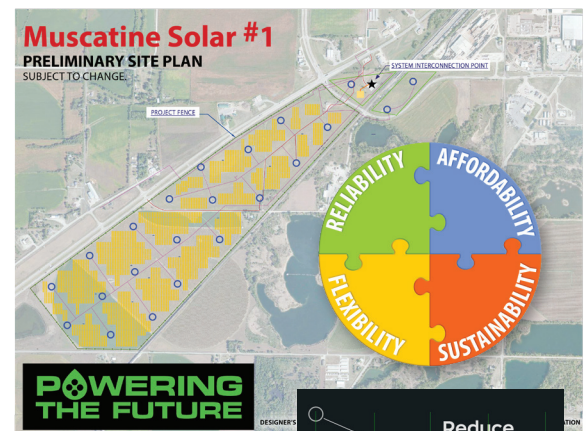 Muscatine Solar #1
PRELIMINARY SITE PLAN
SUBJECT TO CHANGE.
SYSTEM INTERCONNECTION POINT
PROJECT FENCE
RELIABILITY
AFFORDABILITY
FLEXIBILITY
SUSTAINABILITY
POWERING
THE FUTURE
DESIGNER'S
Reduce